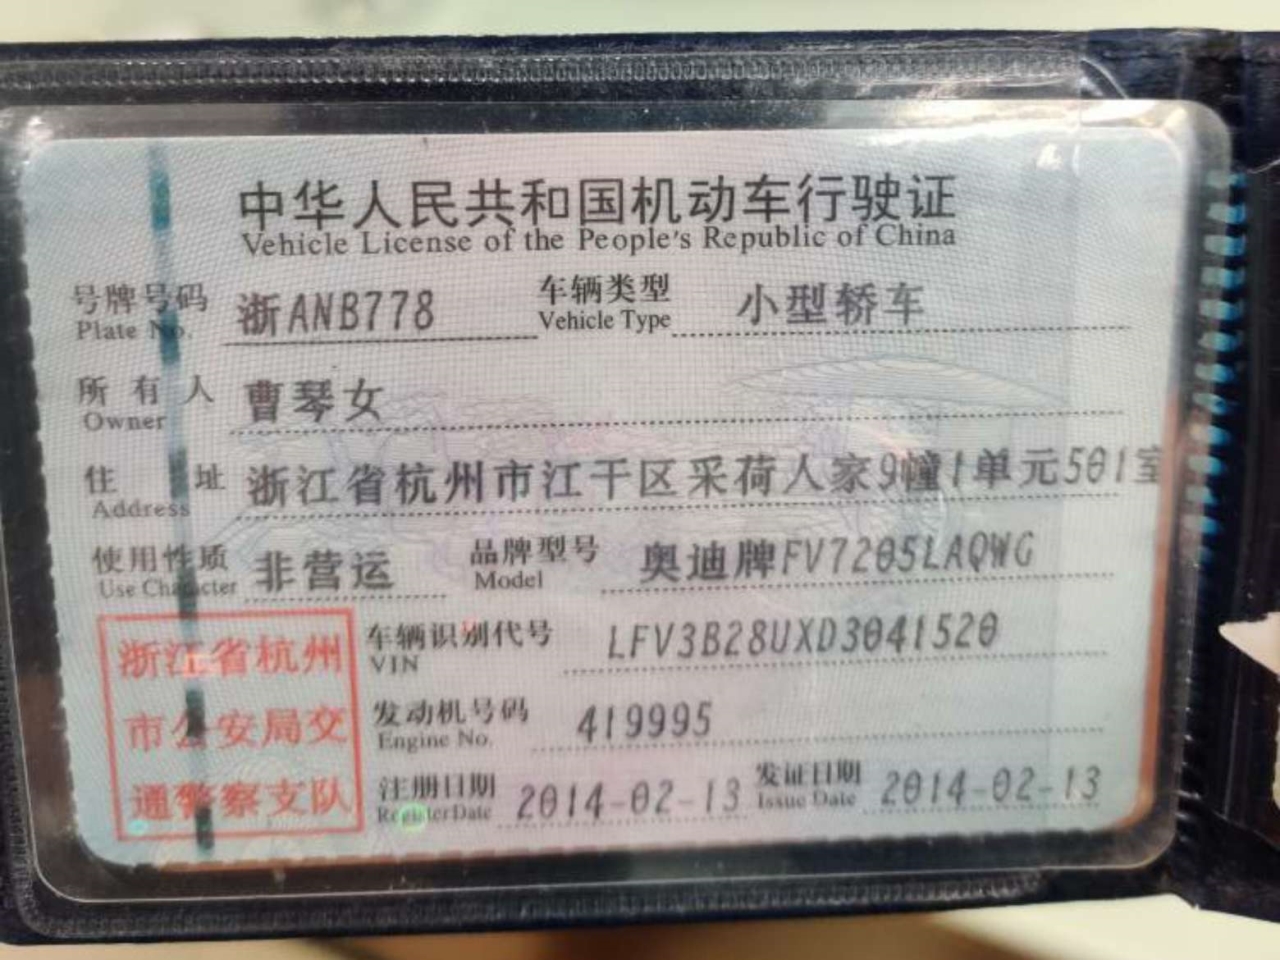 中华人民共和国机动车行驶证
Vehicle License of the People's Republic of China
号牌号码 浙ANB778 车辆类型 小型轿车
Plate No. Vehicle Type
所有人 曹琴女
Owner
住址 浙江省杭州市江干区采荷人家9幢1单元501室
Address
使用性质 非营运 品牌型号 奥迪牌FV7205LAQWG
Use Character Model
浙江省杭州 车辆识别代号 LFV3B28UXD3041520
VIN
市公安局交 发动机号码 419995
Engine No.
通警察支队 注册日期 2014-02-13 发证日期 2014-02-13
Register Date Issue Date